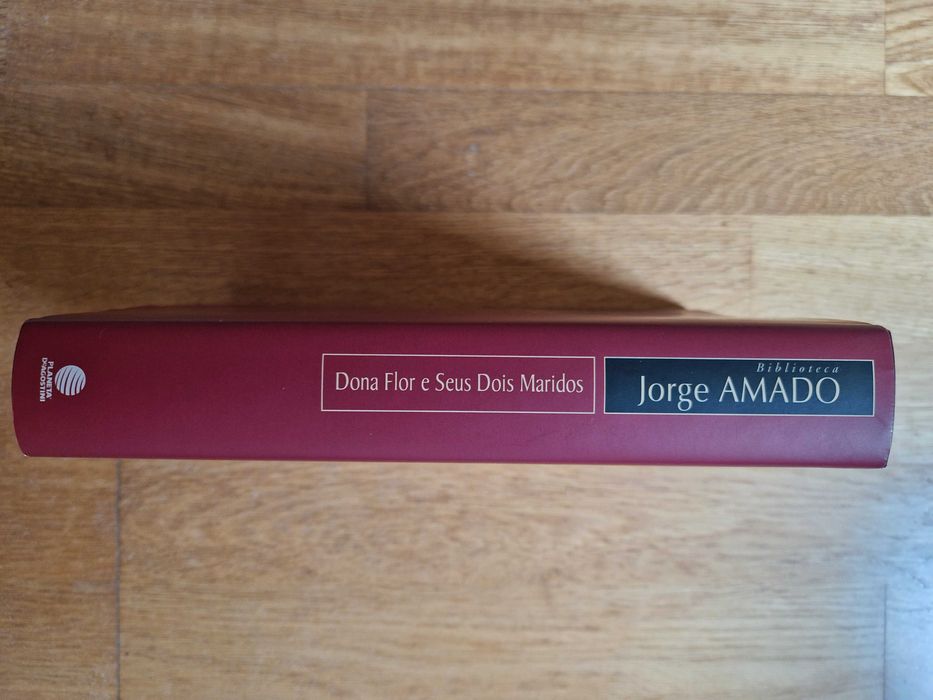 PLANETA
DeAGOSTINI
Dona Flor e Seus Dois Maridos
Biblioteca
Jorge AMADO